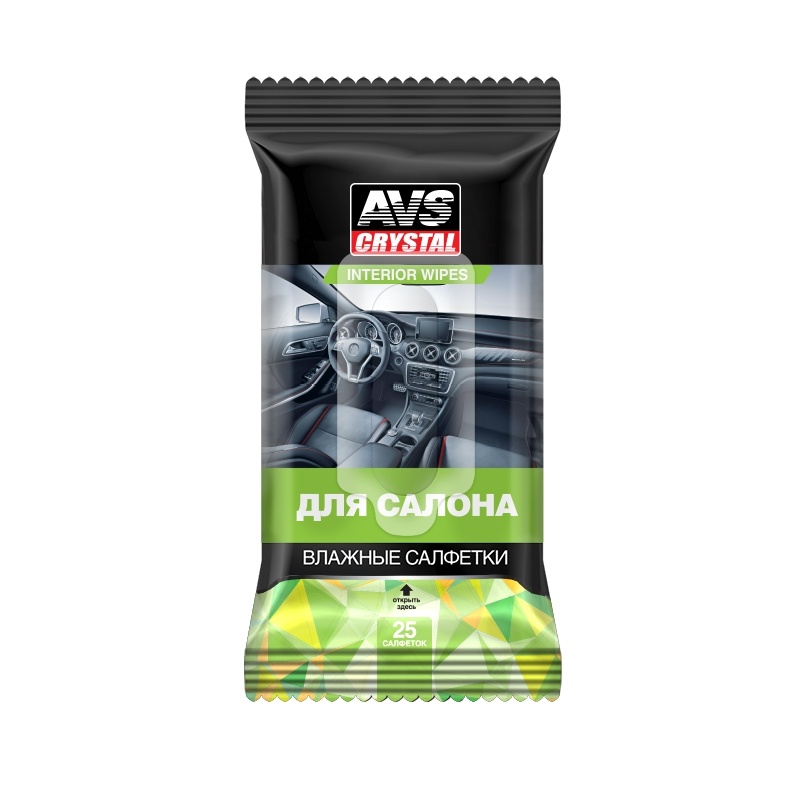 AVS
CRYSTAL
INTERIOR WIPES
ДЛЯ САЛОНА
ВЛАЖНЫЕ САЛФЕТКИ
открыть
здесь
25
САЛФЕТОК